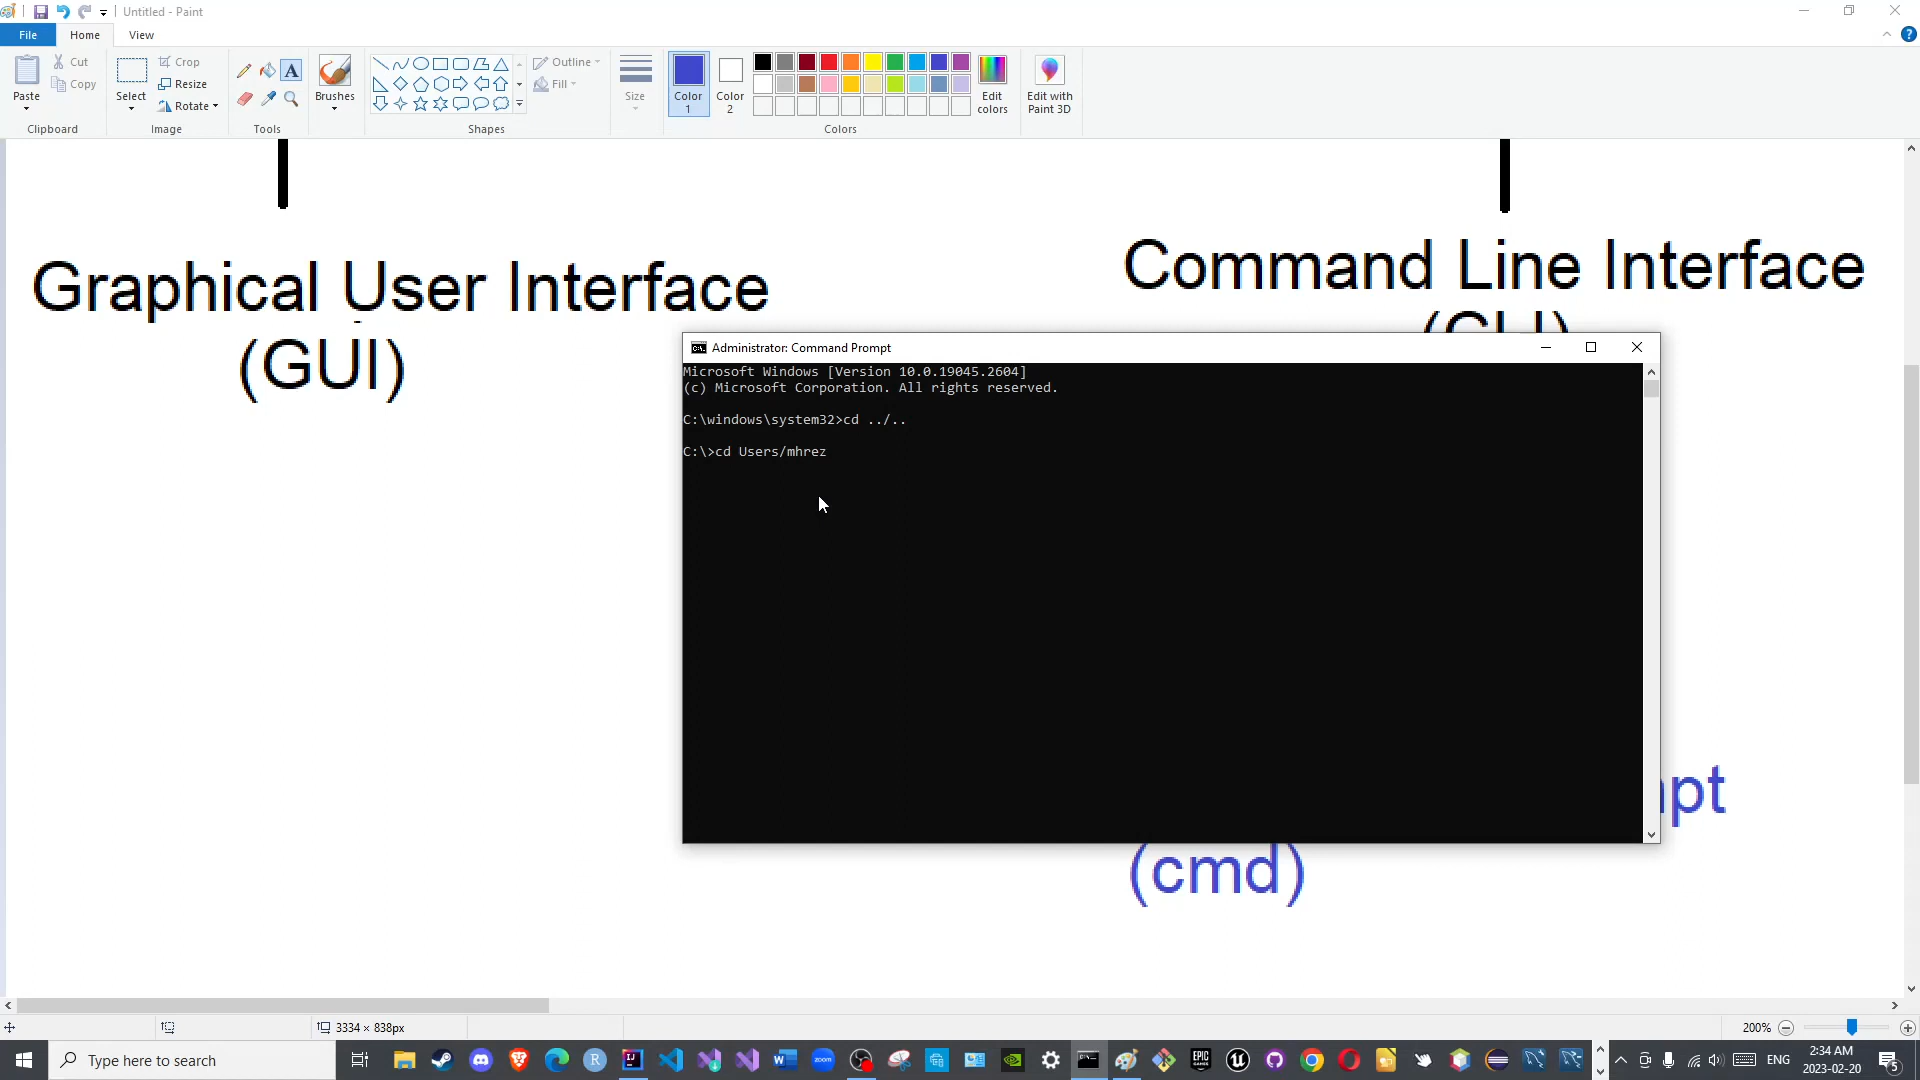 Untitled - Paint
File
Home
View
Cut
Copy
Paste
Clipboard
Crop
Resize
Rotate
Select
Image
A
Tools
Brushes
Shapes
Outline
Fill
Size
Color
1
Color
2
Colors
Edit
colors
Edit with
Paint 3D
Graphical User Interface
(GUI)
Command Line Interface
(CLI)
Administrator: Command Prompt
Microsoft Windows [Version 10.0.19045.2604]
(c) Microsoft Corporation. All rights reserved.
C:\windows\system32>cd ../..
C:\>cd Users/mhrez
mpt
(cmd)
3334 × 838px
200%
Type here to search
ENG
2:34 AM
2023-02-20
5